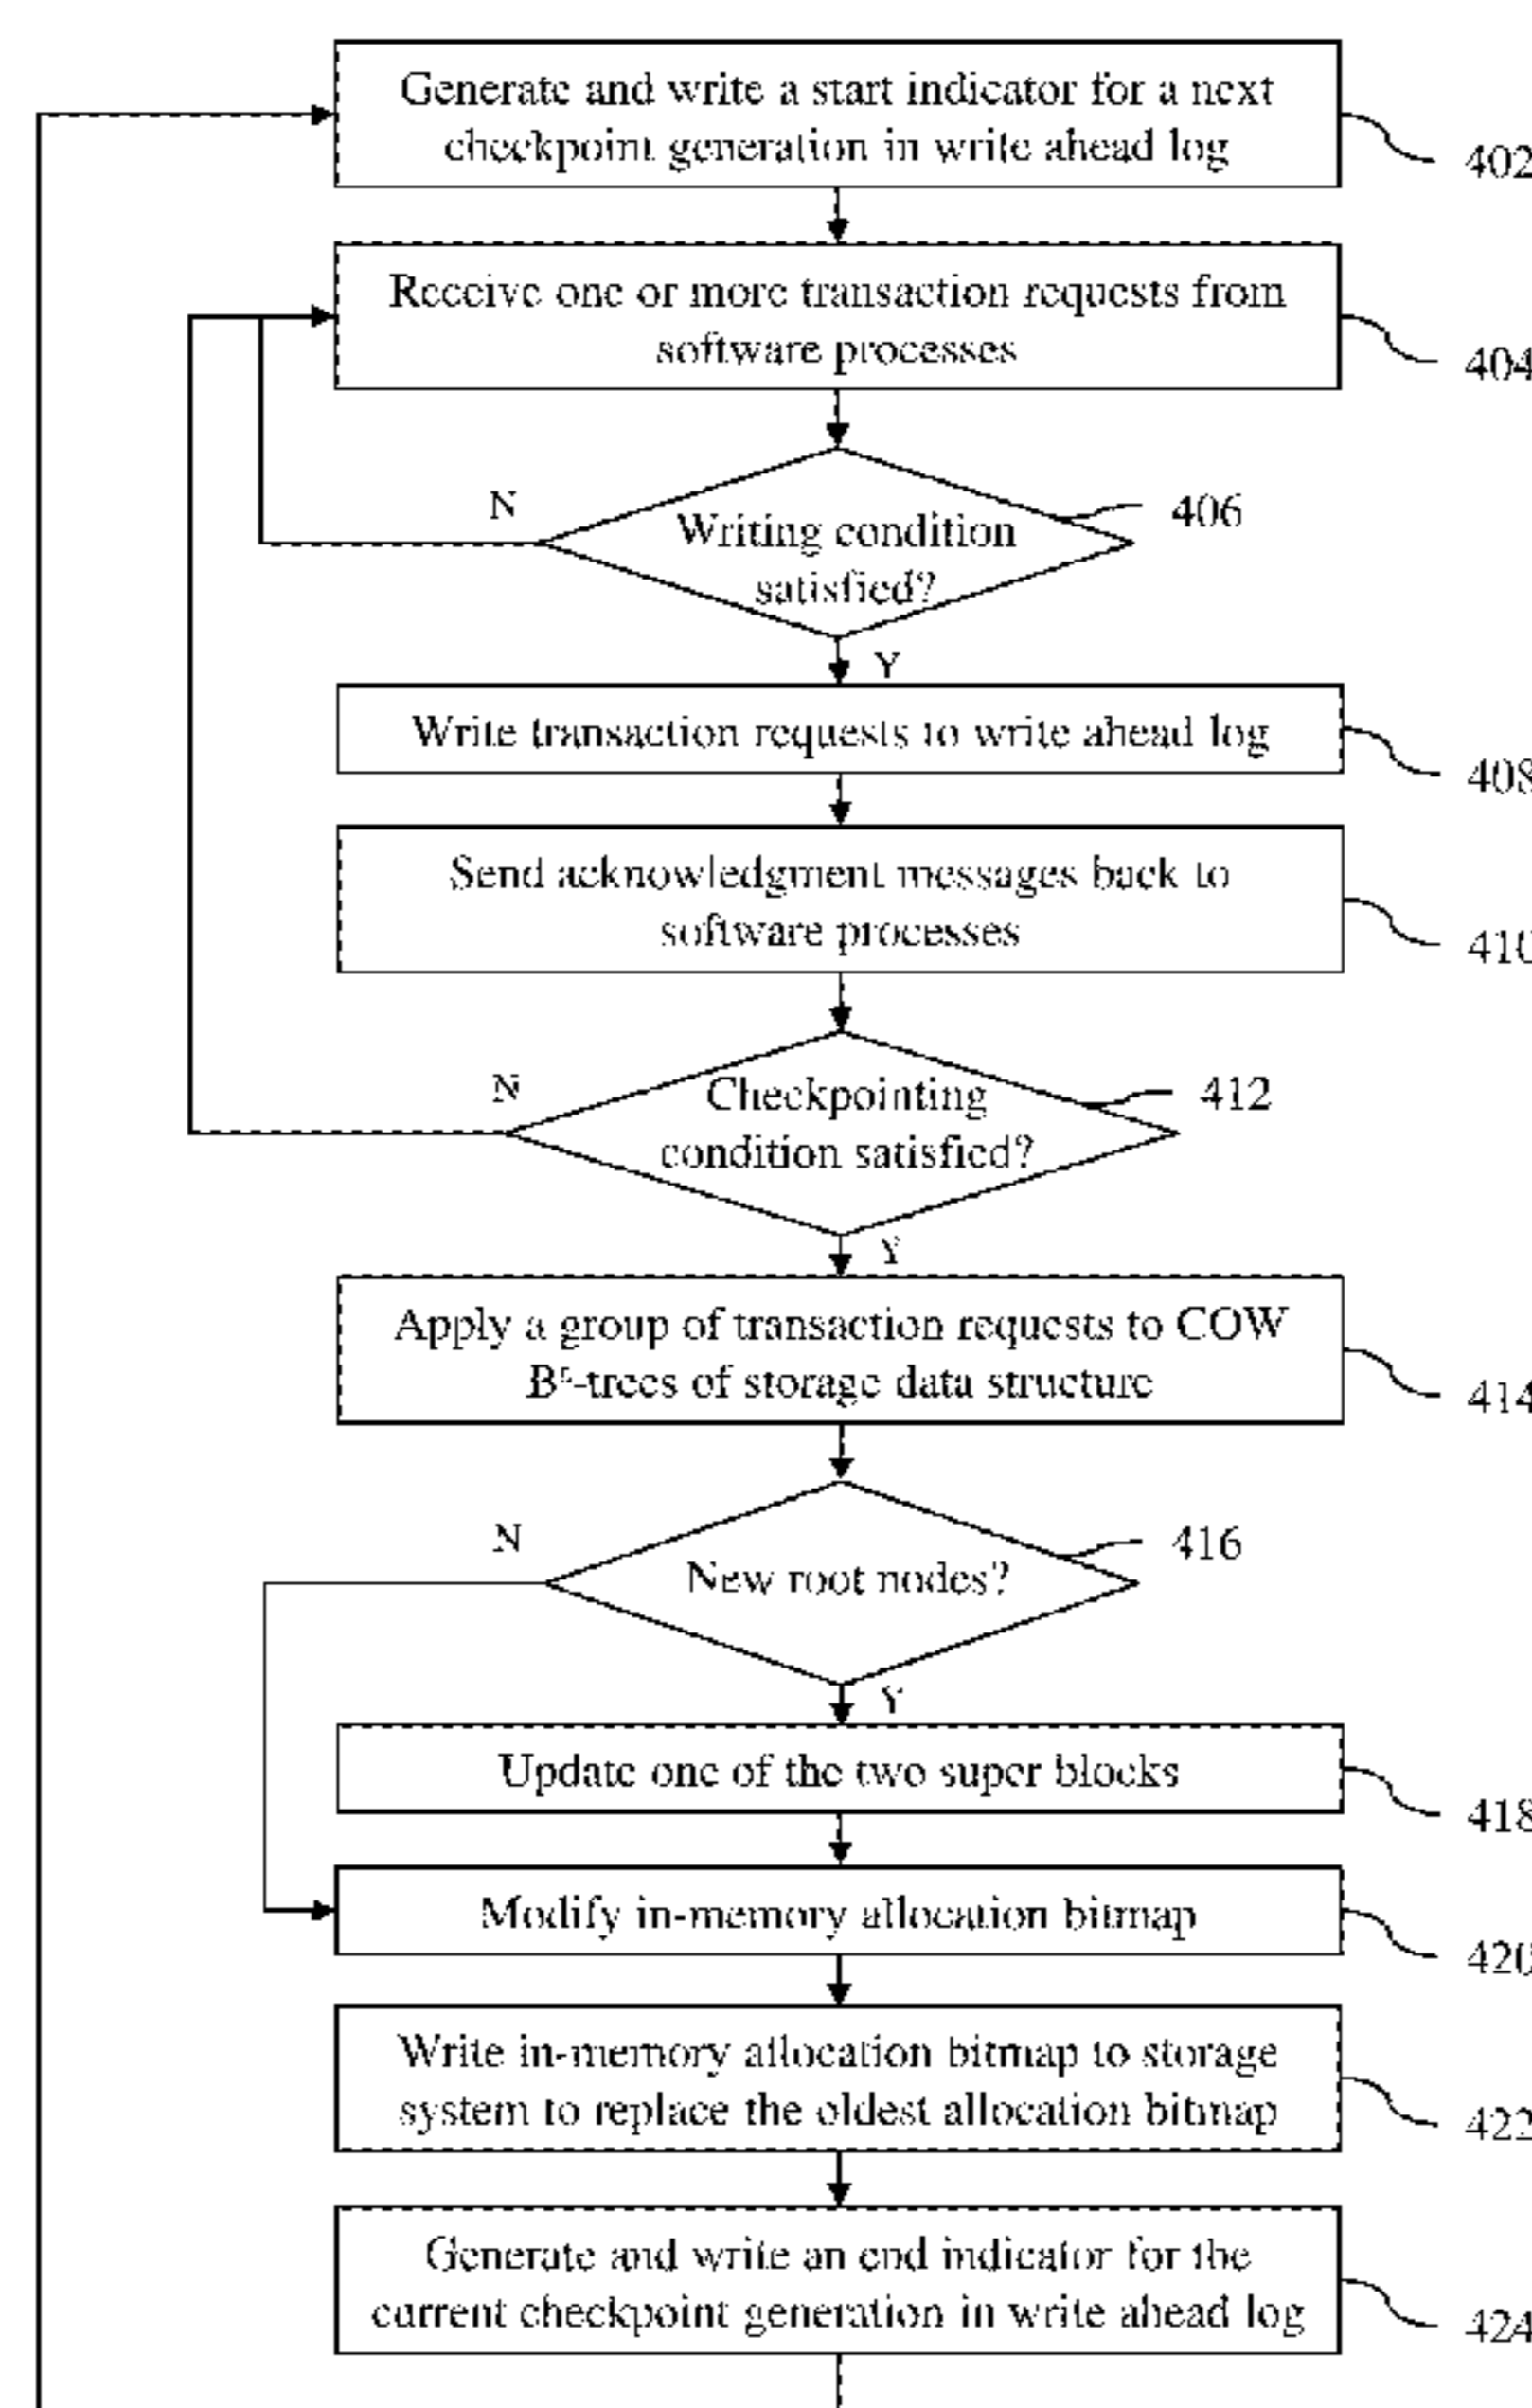 Generate and write a start indicator for a next
checkpoint generation in write ahead log
402
Receive one or more transaction requests from
software processes
404
N
406
Writing condition
satisfied?
Y
Write transaction requests to write ahead log
408
Send acknowledgment messages back to
software processes
410
N
412
Checkpointing
condition satisfied?
Y
Apply a group of transaction requests to COW
Bᵋ-trees of storage data structure
414
N
416
New root nodes?
Y
Update one of the two super blocks
418
Modify in-memory allocation bitmap
420
Write in-memory allocation bitmap to storage
system to replace the oldest allocation bitmap
422
Generate and write an end indicator for the
current checkpoint generation in write ahead log
424